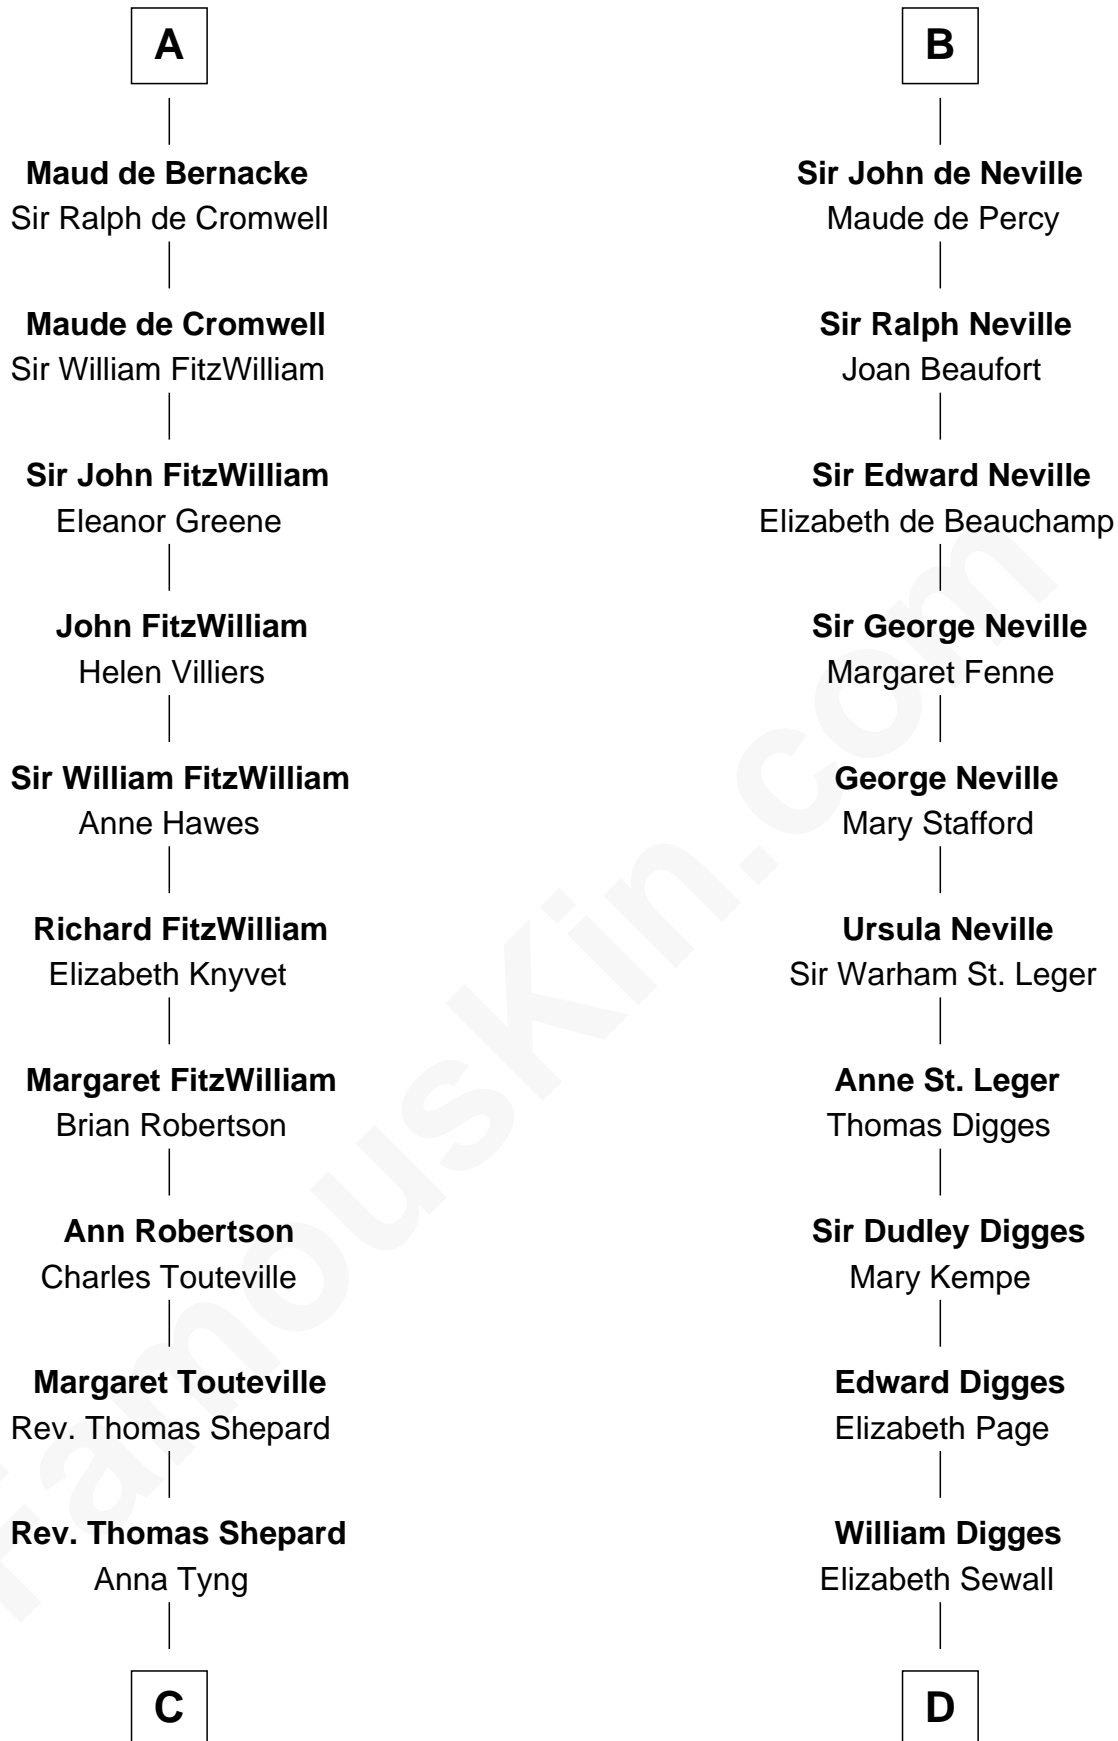 A
Maud de Bernacke
Sir Ralph de Cromwell
Maude de Cromwell
Sir William FitzWilliam
Sir John FitzWilliam
Eleanor Greene
John FitzWilliam
Helen Villiers
Sir William FitzWilliam
Anne Hawes
Richard FitzWilliam
Elizabeth Knyvet
Margaret FitzWilliam
Brian Robertson
Ann Robertson
Charles Touteville
Margaret Touteville
Rev. Thomas Shepard
Rev. Thomas Shepard
Anna Tyng
C
B
Sir John de Neville
Maude de Percy
Sir Ralph Neville
Joan Beaufort
Sir Edward Neville
Elizabeth de Beauchamp
Sir George Neville
Margaret Fenne
George Neville
Mary Stafford
Ursula Neville
Sir Warham St. Leger
Anne St. Leger
Thomas Digges
Sir Dudley Digges
Mary Kempe
Edward Digges
Elizabeth Page
William Digges
Elizabeth Sewall
D
FamousKin.com